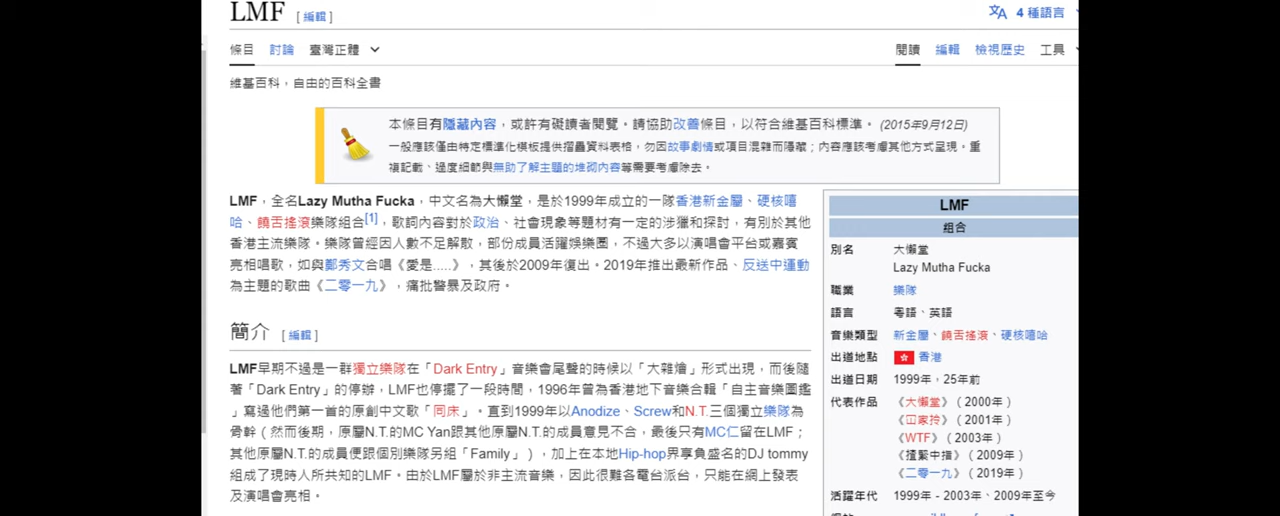 LMF [編輯]
4 種語言
條目 討論 臺灣正體
閱讀 編輯 檢視歷史 工具
維基百科，自由的百科全書
本條目有隱藏內容，或許有礙讀者閱覽。請協助改善條目，以符合維基百科標準。 (2015年9月12日)
一般應該僅由特定標準化模板提供摺疊資料表格，勿因故事劇情或項目混雜而隱藏；內容應該考慮其他方式呈現。重
複記載、過度細節與無助了解主題的堆砌內容等需要考慮除去。
LMF，全名Lazy Mutha Fucka，中文名為大懶堂，是於1999年成立的一隊香港新金屬、硬核嘻
哈、饒舌搖滾樂隊組合[1]，歌詞內容對於政治、社會現象等題材有一定的涉獵和探討，有別於其他
香港主流樂隊。樂隊曾經因人數不足解散，部份成員活躍娛樂圈，不過大多以演唱會平台或嘉賓
亮相唱歌，如與鄭秀文合唱《愛是.....》，其後於2009年復出。2019年推出最新作品、反送中運動
為主題的歌曲《二零一九》，痛批警暴及政府。
簡介 [編輯]
LMF早期不過是一群獨立樂隊在「Dark Entry」音樂會尾聲的時候以「大雜燴」形式出現，而後隨
著「Dark Entry」的停辦，LMF也停擺了一段時間，1996年曾為香港地下音樂合輯「自主音樂圖鑑
」寫過他們第一首的原創中文歌「同床」。直到1999年以Anodize、Screw和N.T.三個獨立樂隊為
骨幹（然而後期，原屬N.T.的MC Yan跟其他原屬N.T.的成員意見不合，最後只有MC仁留在LMF；
其他原屬N.T.的成員便跟個別樂隊另組「Family」），加上在本地Hip-hop界享負盛名的DJ tommy
組成了現時人所共知的LMF。由於LMF屬於非主流音樂，因此很難各電台派台，只能在網上發表
及演唱會亮相。
LMF
組合
別名 大懶堂
Lazy Mutha Fucka
職業 樂隊
語言 粵語、英語
音樂類型 新金屬、饒舌搖滾、硬核嘻哈
出道地點 香港
出道日期 1999年，25年前
代表作品 《大懶堂》（2000年）
《冚家拎》（2001年）
《WTF》（2003年）
《揸緊中指》（2009年）
《二零一九》（2019年）
活躍年代 1999年－2003年、2009年至今